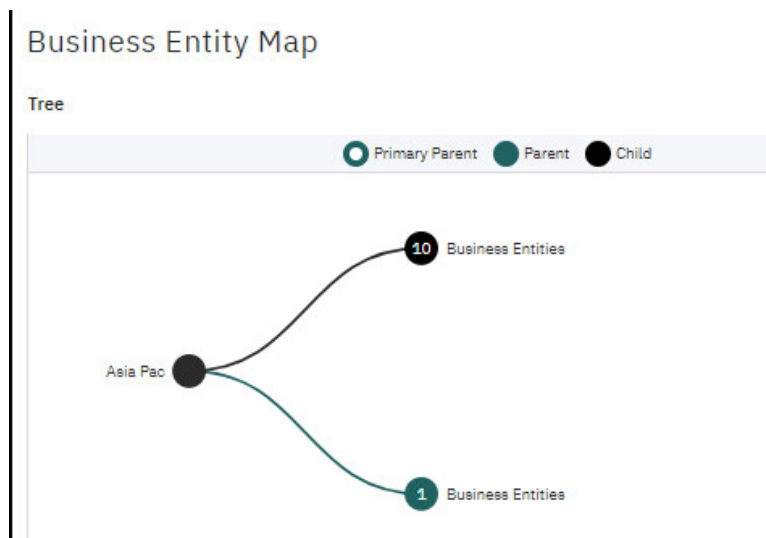 Business Entity Map
Tree
Primary Parent Parent Child
10 Business Entities
Asia Pac
1 Business Entities